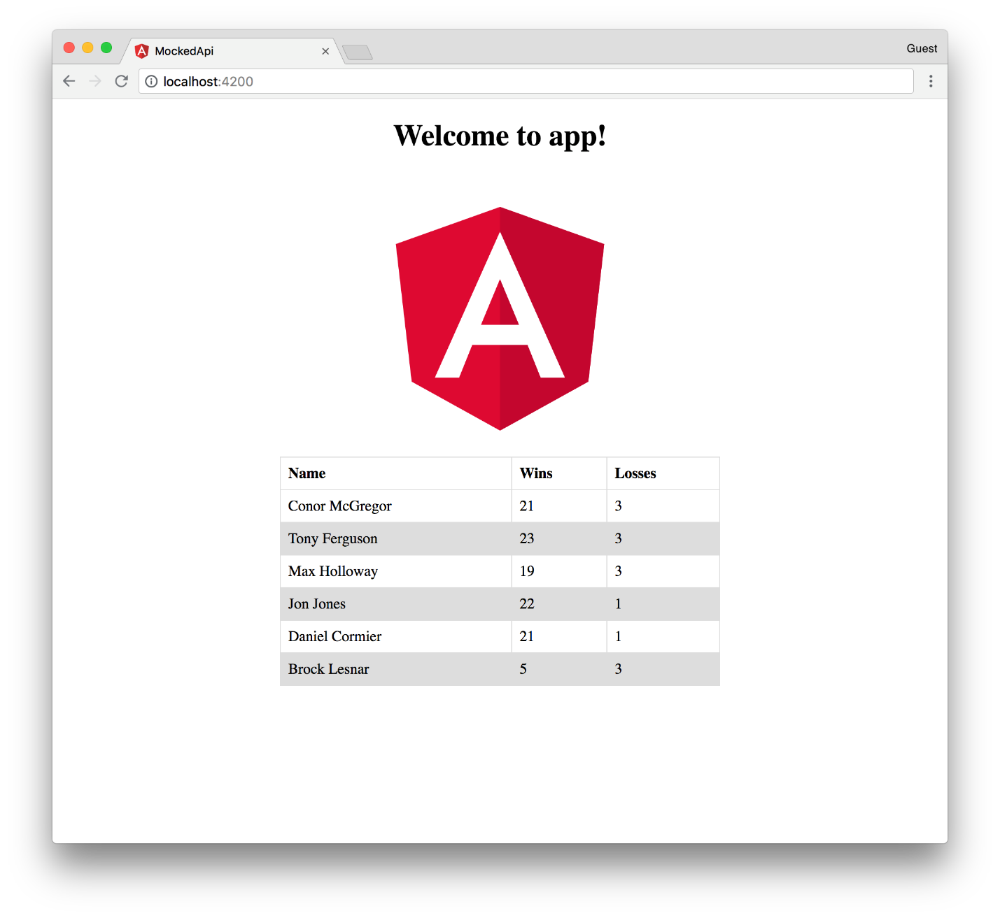 MockedApi
Guest
localhost:4200
Welcome to app!
A
Name Wins Losses
Conor McGregor 21 3
Tony Ferguson 23 3
Max Holloway 19 3
Jon Jones 22 1
Daniel Cormier 21 1
Brock Lesnar 5 3